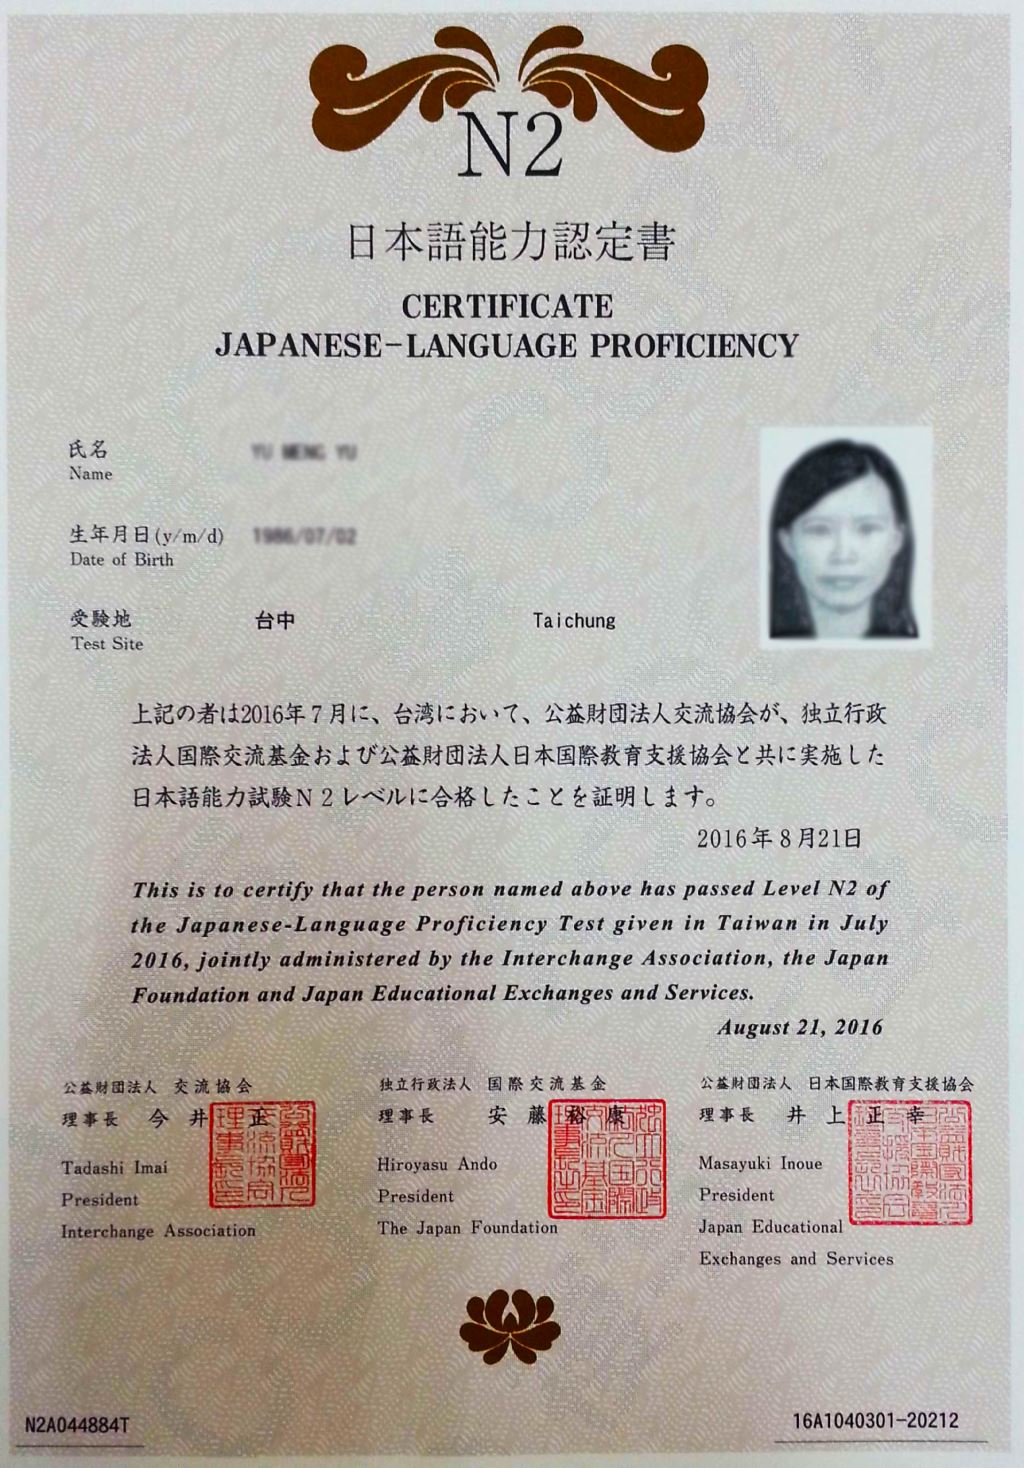 N2
日本語能力認定書
CERTIFICATE
JAPANESE-LANGUAGE PROFICIENCY
氏名
Name
生年月日(y/m/d)
Date of Birth
受験地 台中 Taichung
Test Site
上記の者は2016年7月に、台湾において、公益財団法人交流協会が、独立行政
法人国際交流基金および公益財団法人日本国際教育支援協会と共に実施した
日本語能力試験N2レベルに合格したことを証明します。
2016年8月21日
This is to certify that the person named above has passed Level N2 of
the Japanese-Language Proficiency Test given in Taiwan in July
2016, jointly administered by the Interchange Association, the Japan
Foundation and Japan Educational Exchanges and Services.
August 21, 2016
公益財団法人 交流協会
理事長 今井 正
Tadashi Imai
President
Interchange Association
独立行政法人 国際交流基金
理事長 安藤 裕康
Hiroyasu Ando
President
The Japan Foundation
公益財団法人 日本国際教育支援協会
理事長 井上正幸
Masayuki Inoue
President
Japan Educational
Exchanges and Services
N2A044884T
16A1040301-20212